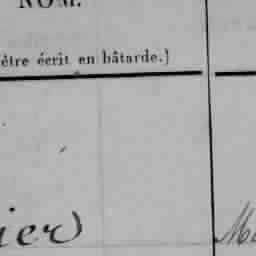 NOM.
être écrit en bâtarde.)
ier